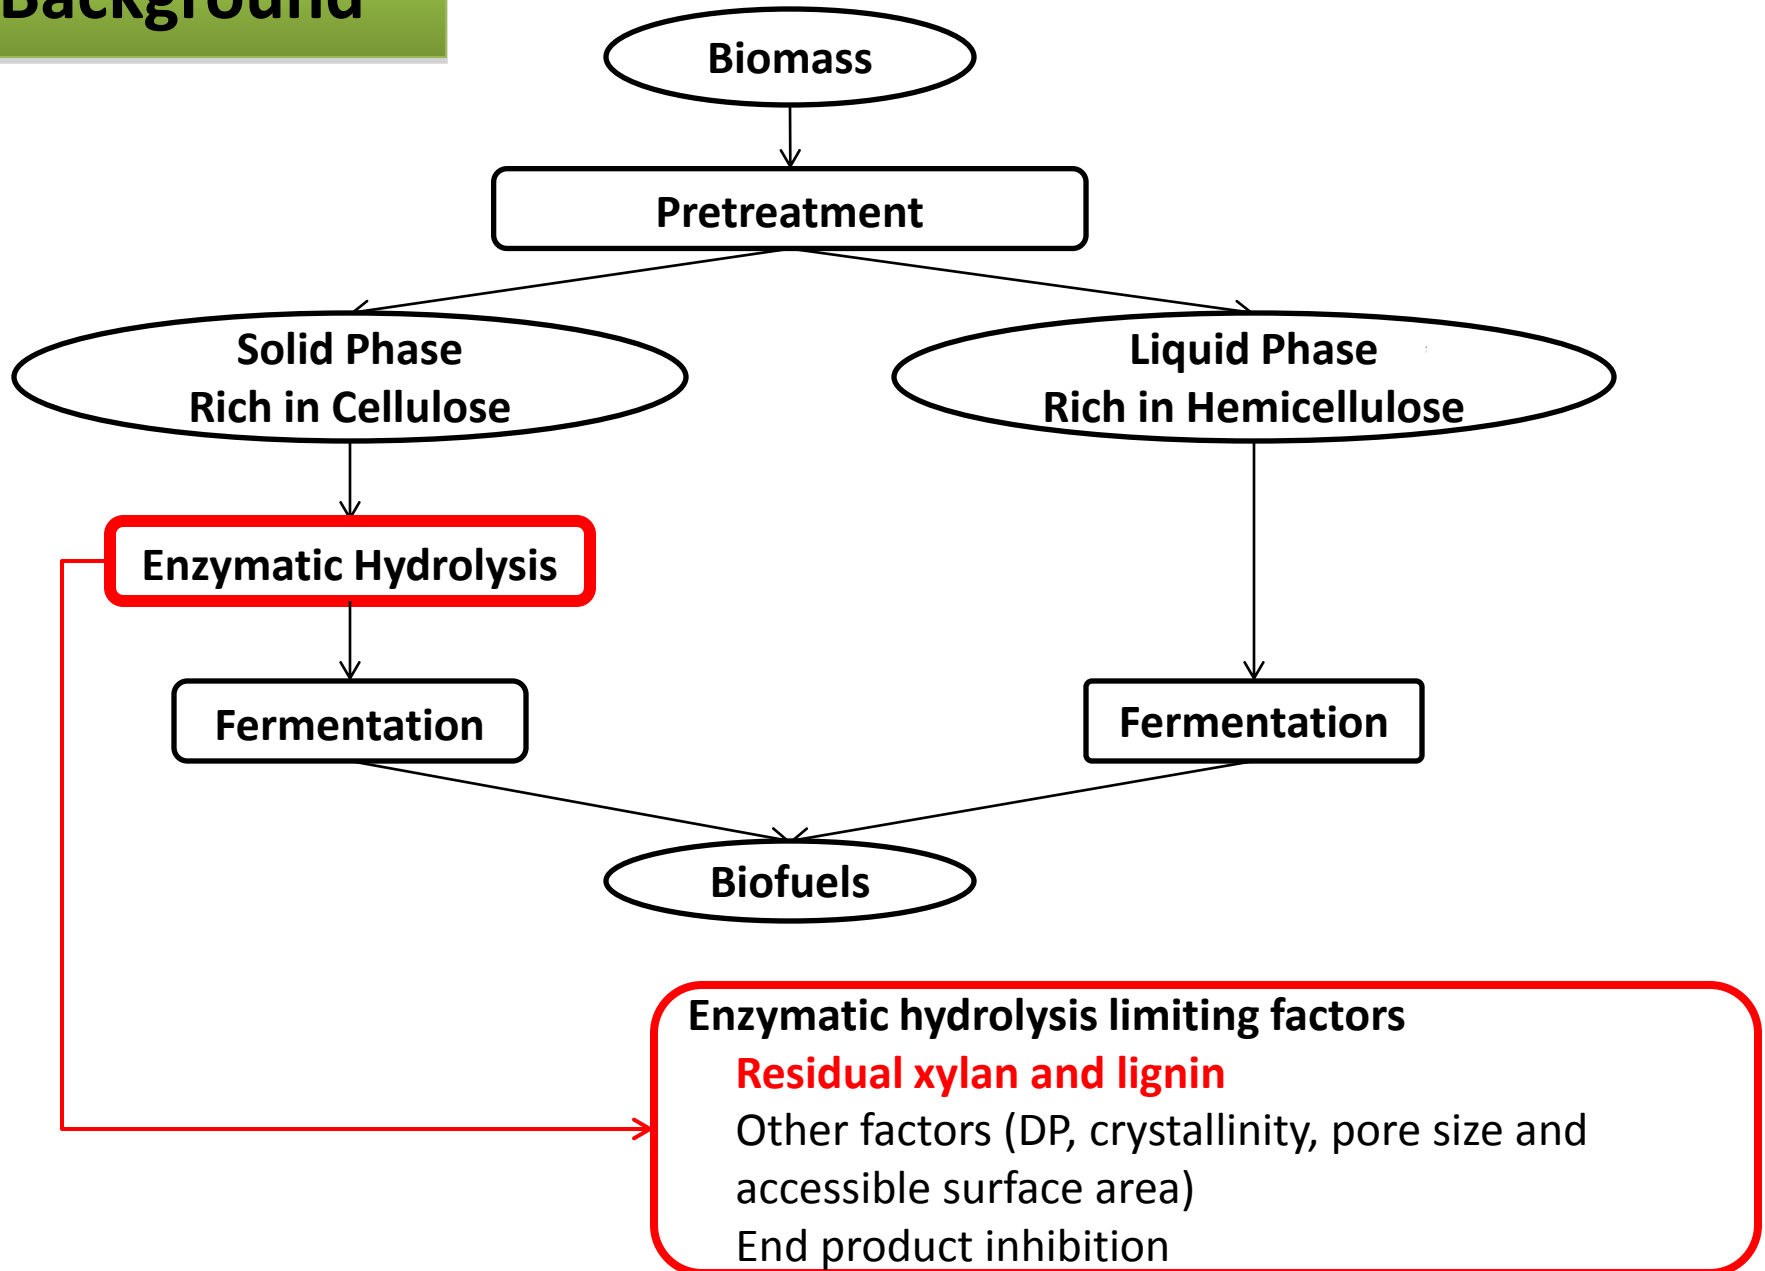 Background
Biomass
Pretreatment
Solid Phase
Rich in Cellulose
Liquid Phase
Rich in Hemicellulose
Enzymatic Hydrolysis
Fermentation
Fermentation
Biofuels
Enzymatic hydrolysis limiting factors
Residual xylan and lignin
Other factors (DP, crystallinity, pore size and
accessible surface area)
End product inhibition